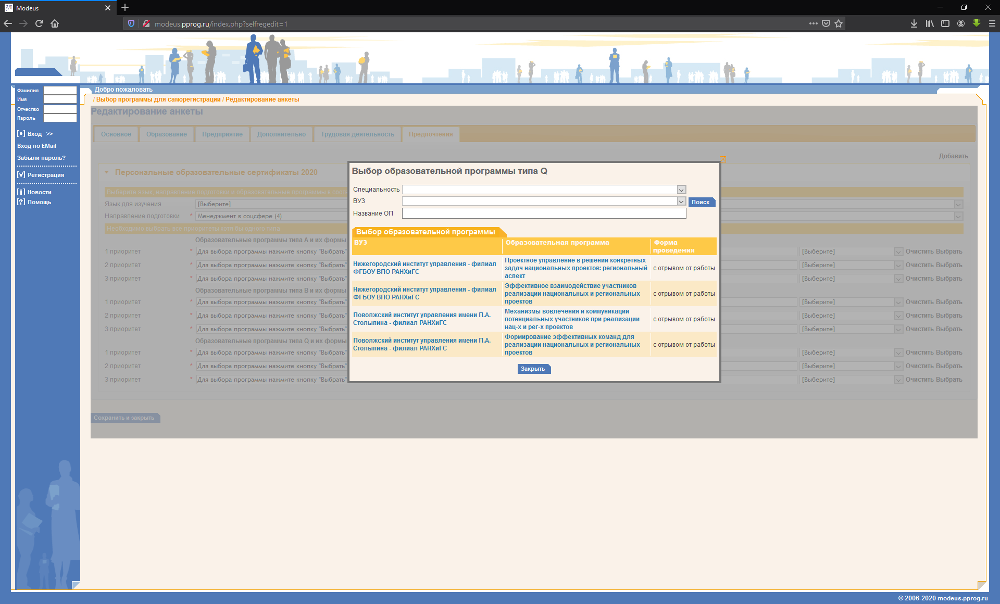 Modeus
modeus.pprog.ru/index.php?selfregedit=1
Фамилия
Имя
Отчество
Пароль
[•] Вход >>
Вход по EMail
Забыли пароль?
Регистрация
[i] Новости
[?] Помощь
Добро пожаловать
/ Выбор программы для саморегистрации / Редактирование анкеты
Редактирование анкеты
Основное Образование Предприятие Дополнительно Трудовая деятельность Предпочтения
Добавить
Персональные образовательные сертификаты 2020
Выберите язык, направление подготовки и образовательные программы в соотв
Язык для изучения [Выберите]
Направление подготовки * Менеджмент в соцсфере (4)
Необходимо выбрать все приоритеты хотя бы одного типа
Образовательные программы типа A и их формы
1 приоритет * Для выбора программы нажмите кнопку "Выбрать" [Выберите] Очистить Выбрать
2 приоритет * Для выбора программы нажмите кнопку "Выбрать" [Выберите] Очистить Выбрать
3 приоритет * Для выбора программы нажмите кнопку "Выбрать" [Выберите] Очистить Выбрать
Образовательные программы типа B и их формы
1 приоритет * Для выбора программы нажмите кнопку "Выбрать" [Выберите] Очистить Выбрать
2 приоритет * Для выбора программы нажмите кнопку "Выбрать" [Выберите] Очистить Выбрать
3 приоритет * Для выбора программы нажмите кнопку "Выбрать" [Выберите] Очистить Выбрать
Образовательные программы типа Q и их формы
1 приоритет * Для выбора программы нажмите кнопку "Выбрать" [Выберите] Очистить Выбрать
2 приоритет * Для выбора программы нажмите кнопку "Выбрать" [Выберите] Очистить Выбрать
3 приоритет * Для выбора программы нажмите кнопку "Выбрать" [Выберите] Очистить Выбрать
Сохранить и закрыть
Выбор образовательной программы типа Q
Специальность
ВУЗ
Поиск
Название ОП
Выбор образовательной программы
ВУЗ Образовательная программа Форма
проведения
Нижегородский институт управления - филиал
ФГБОУ ВПО РАНХиГС
Проектное управление в решении конкретных
задач национальных проектов: региональный
аспект
с отрывом от работы
Нижегородский институт управления - филиал
ФГБОУ ВПО РАНХиГС
Эффективное взаимодействие участников
реализации национальных и региональных
проектов
с отрывом от работы
Поволжский институт управления имени П.А.
Столыпина - филиал РАНХиГС
Механизмы вовлечения и коммуникации
потенциальных участников при реализации
нац-х и рег-х проектов
с отрывом от работы
Поволжский институт управления имени П.А.
Столыпина - филиал РАНХиГС
Формирование эффективных команд для
реализации национальных и региональных
проектов
с отрывом от работы
Закрыть
© 2006-2020 modeus.pprog.ru